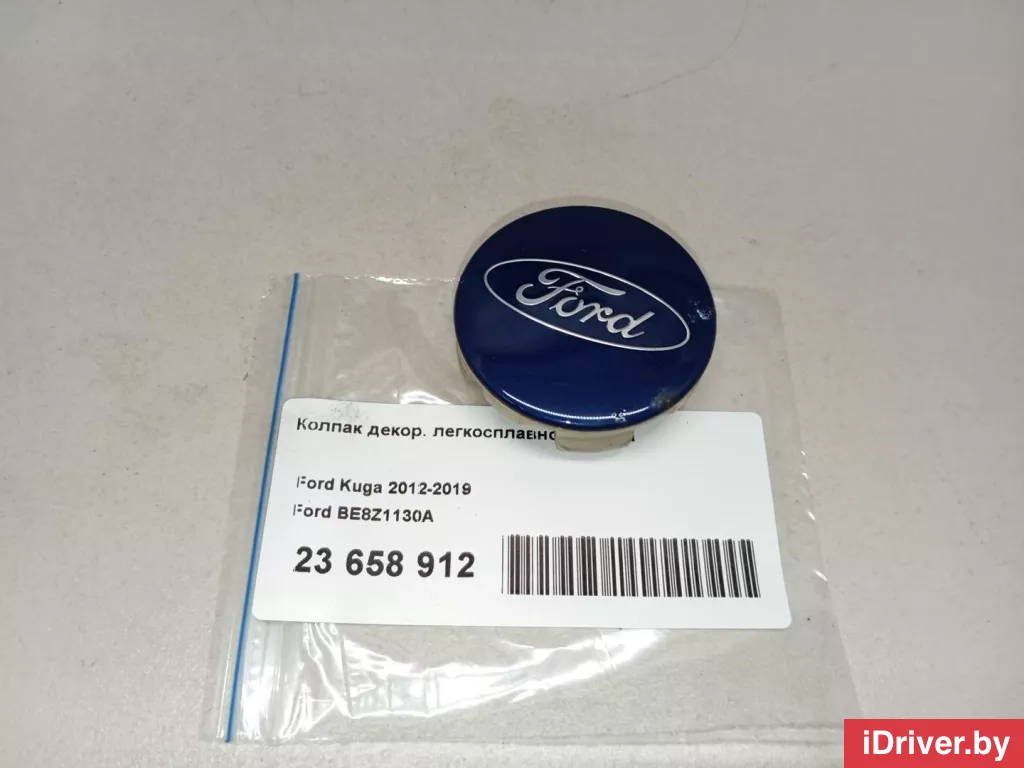 Ford
Колпак декор. легкосплавно
Ford Kuga 2012-2019
Ford BE8Z1130A
23 658 912
iDriver.by